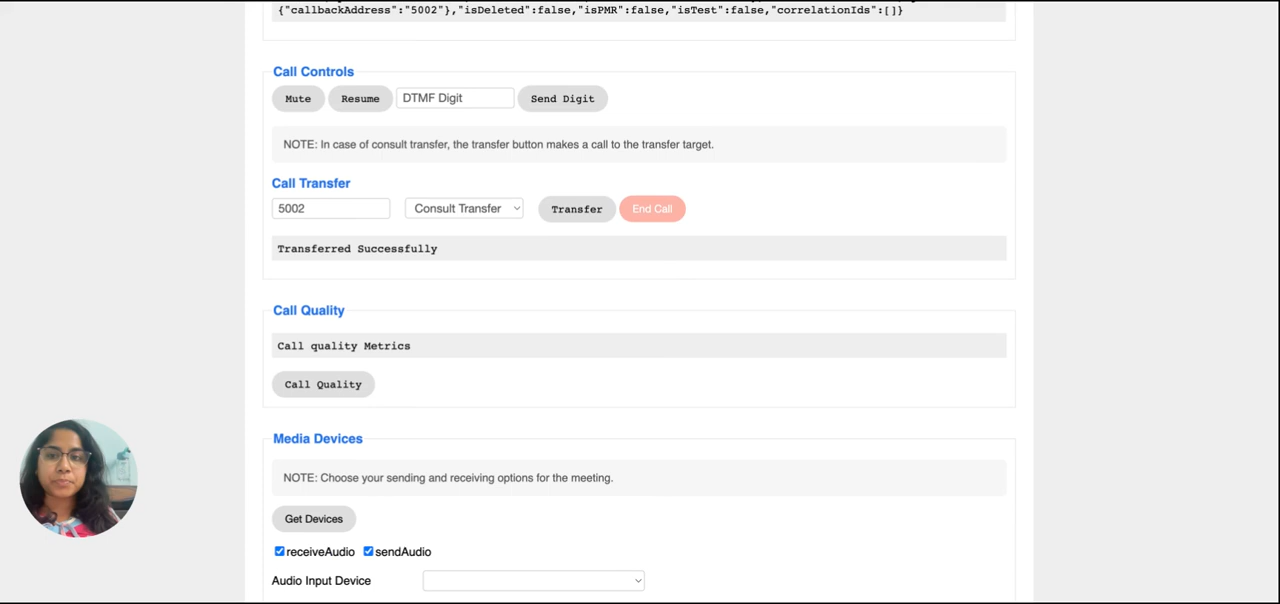 {"callbackAddress":"5002"},"isDeleted":false,"isPMR":false,"isTest":false,"correlationIds":[]}
Call Controls
Mute Resume DTMF Digit Send Digit
NOTE: In case of consult transfer, the transfer button makes a call to the transfer target.
Call Transfer
5002 Consult Transfer Transfer End Call
Transferred Successfully
Call Quality
Call quality Metrics
Call Quality
Media Devices
NOTE: Choose your sending and receiving options for the meeting.
Get Devices
receiveAudio sendAudio
Audio Input Device